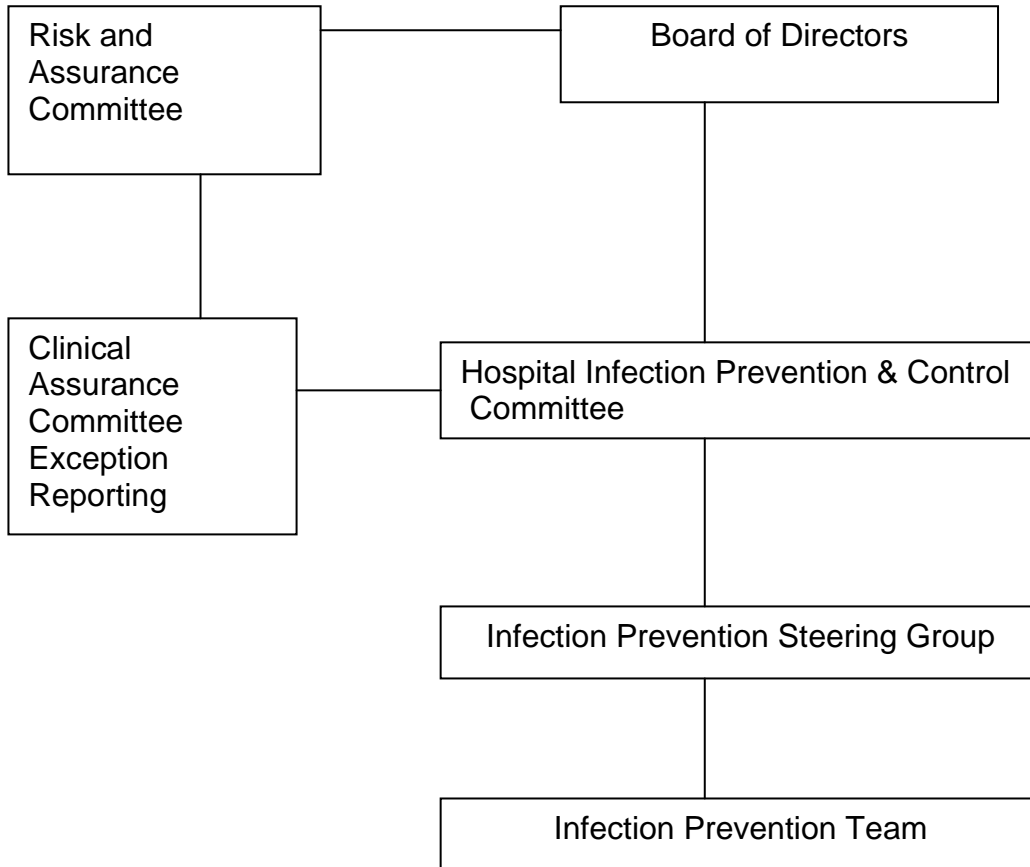 Risk and
Assurance
Committee
Board of Directors
Clinical
Assurance
Committee
Exception
Reporting
Hospital Infection Prevention & Control
Committee
Infection Prevention Steering Group
Infection Prevention Team